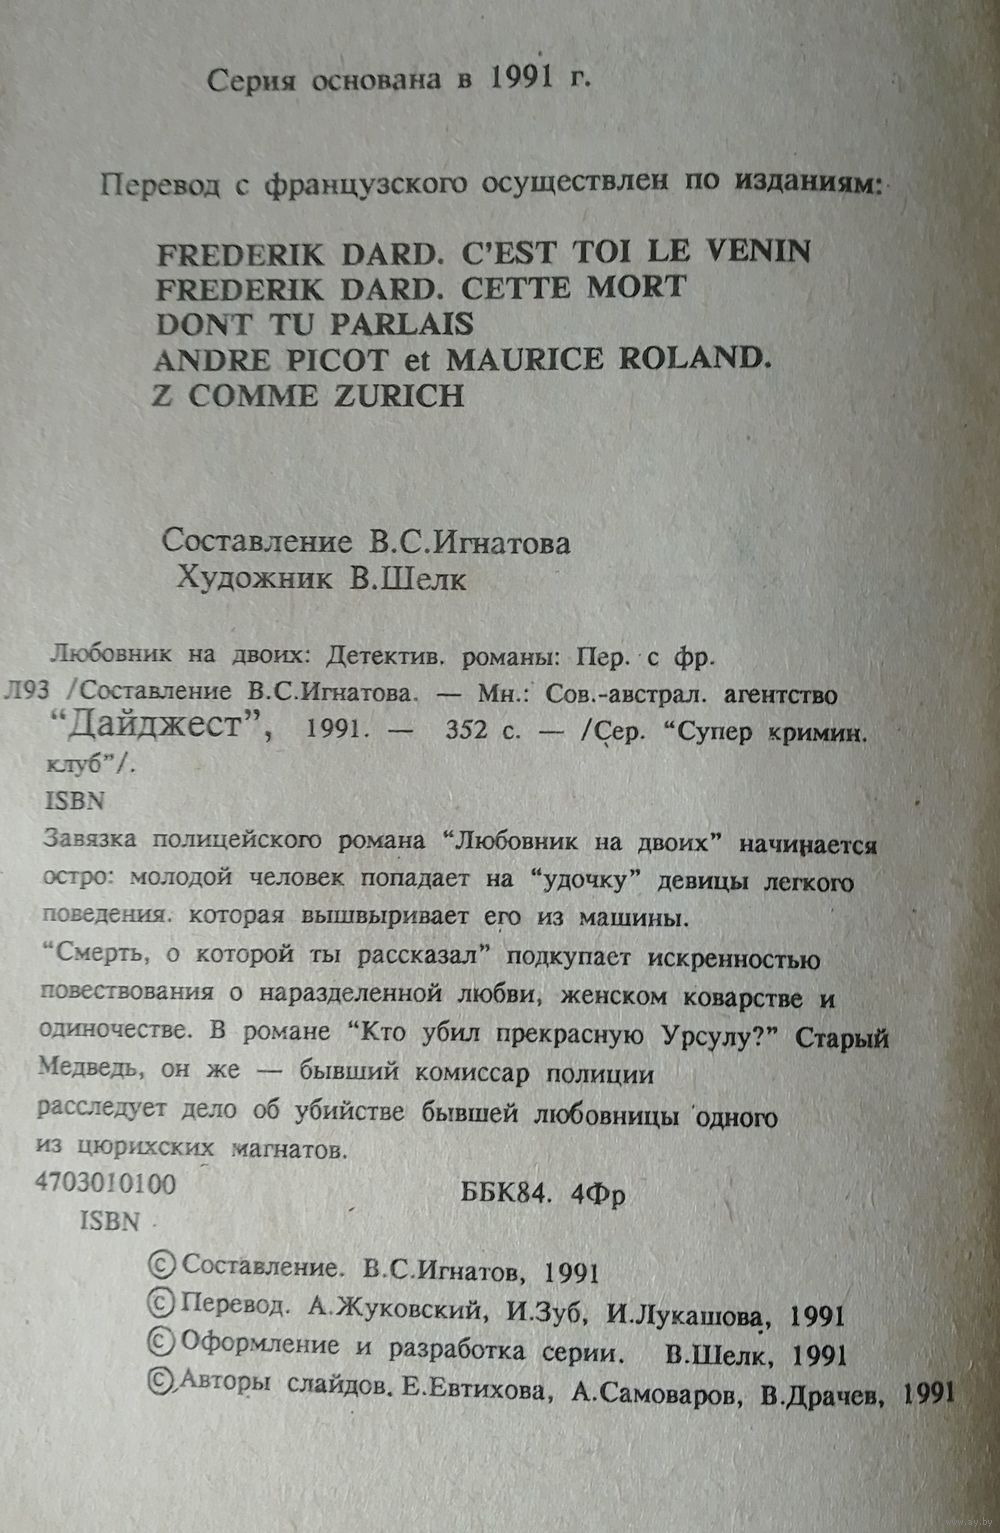 Серия основана в 1991 г.
Перевод с французского осуществлен по изданиям:
FREDERIK DARD. C'EST TOI LE VENIN
FREDERIK DARD. CETTE MORT
DONT TU PARLAIS
ANDRE PICOT et MAURICE ROLAND.
Z COMME ZURICH
Составление В.С.Игнатова
Художник В.Шелк
Любовник на двоих: Детектив. романы: Пер. с фр.
Л93 /Составление В.С.Игнатова. — Мн.: Сов.-австрал. агентство
“Дайджест”, 1991. — 352 с. — /Сер. “Супер кримин.
клуб”/.
ISBN
Завязка полицейского романа “Любовник на двоих” начинается
остро: молодой человек попадает на “удочку” девицы легкого
поведения. которая вышвыривает его из машины.
“Смерть, о которой ты рассказал” подкупает искренностью
повествования о наразделенной любви, женском коварстве и
одиночестве. В романе “Кто убил прекрасную Урсулу?” Старый
Медведь, он же — бывший комиссар полиции
расследует дело об убийстве бывшей любовницы одного
из цюрихских магнатов.
4703010100 ББК84. 4Фр
ISBN
©Составление. В.С.Игнатов, 1991
©Перевод. А.Жуковский, И.Зуб, И.Лукашова, 1991
©Оформление и разработка серии. В.Шелк, 1991
©Авторы слайдов. Е.Евтихова, А.Самоваров, В.Драчев, 1991
www.ay.by